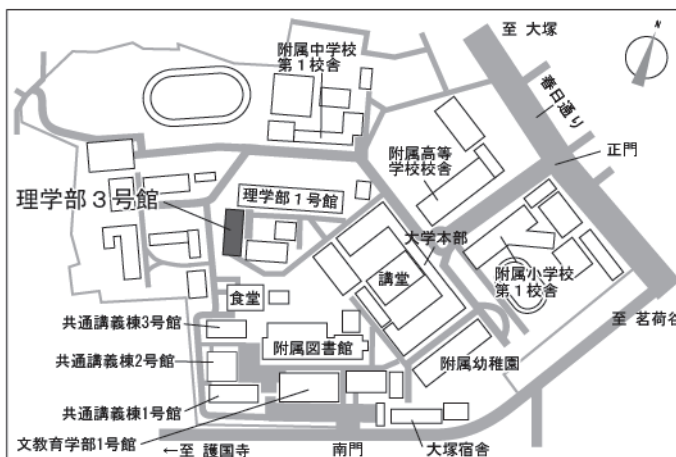 至 大塚
N
附属中学校
第1校舎
春日通り
正門
附属高等
学校校舎
理学部1号館
理学部3号館
大学本部
講堂
附属小学校
第1校舎
食堂
至 茗荷谷
共通講義棟3号館
附属図書館
共通講義棟2号館
附属幼稚園
共通講義棟1号館
文教育学部1号館
←至 護国寺
南門
大塚宿舎